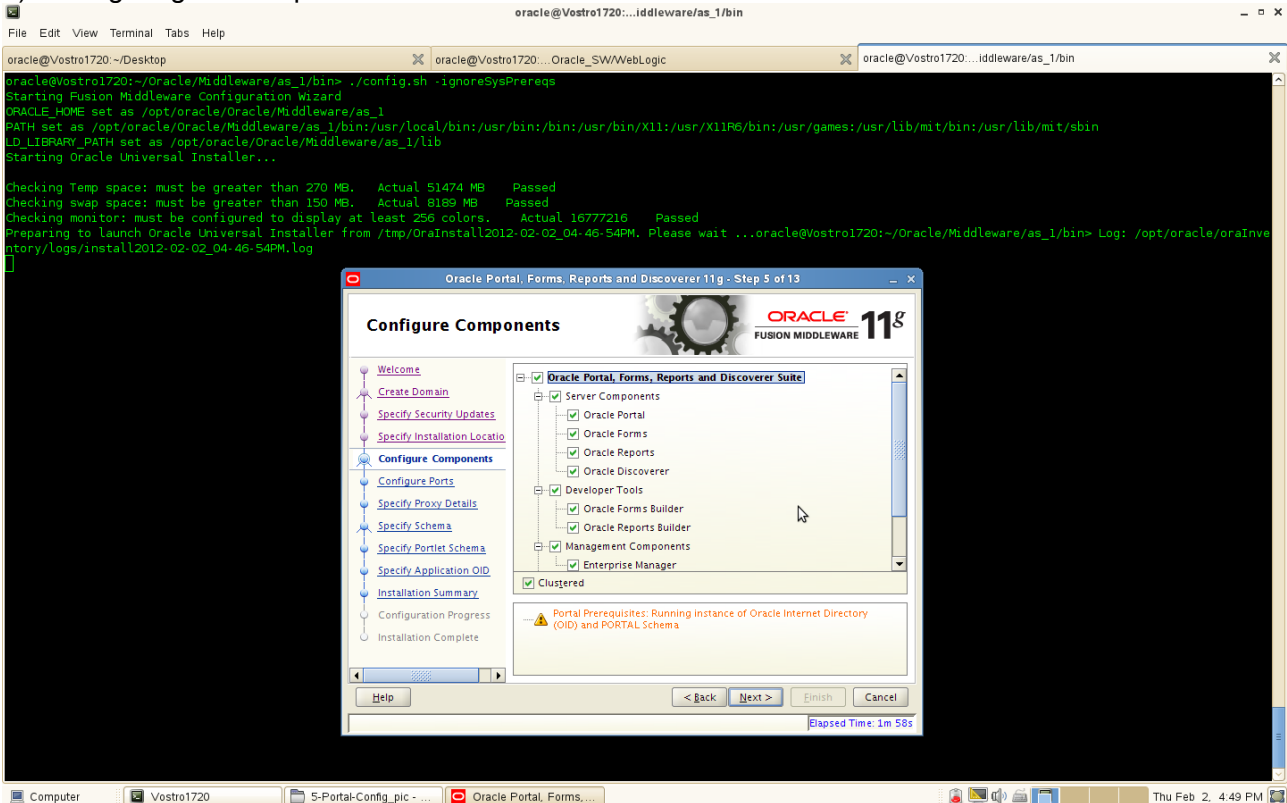 oracle@Vostro1720:...iddleware/as_1/bin
File Edit View Terminal Tabs Help
oracle@Vostro1720:~/Desktop
oracle@Vostro1720:...Oracle_SW/WebLogic
oracle@Vostro1720:...iddleware/as_1/bin
oracle@Vostro1720:~/Oracle/Middleware/as_1/bin> ./config.sh -ignoreSysPrereqs
Starting Fusion Middleware Configuration Wizard
ORACLE_HOME set as /opt/oracle/Oracle/Middleware/as_1
PATH set as /opt/oracle/Oracle/Middleware/as_1/bin:/usr/local/bin:/usr/bin:/bin:/usr/bin/X11:/usr/X11R6/bin:/usr/games:/usr/lib/mit/bin:/usr/lib/mit/sbin
LD_LIBRARY_PATH set as /opt/oracle/Oracle/Middleware/as_1/lib
Starting Oracle Universal Installer...
Checking Temp space: must be greater than 270 MB. Actual 51474 MB Passed
Checking swap space: must be greater than 150 MB. Actual 8189 MB Passed
Checking monitor: must be configured to display at least 256 colors. Actual 16777216 Passed
Preparing to launch Oracle Universal Installer from /tmp/OraInstall2012-02-02_04-46-54PM. Please wait ...oracle@Vostro1720:~/Oracle/Middleware/as_1/bin> Log: /opt/oracle/oraInve
ntory/logs/install2012-02-02_04-46-54PM.log
Oracle Portal, Forms, Reports and Discoverer 11g - Step 5 of 13
Configure Components
ORACLE
FUSION MIDDLEWARE
11g
Welcome
Create Domain
Specify Security Updates
Specify Installation Locatio
Configure Components
Configure Ports
Specify Proxy Details
Specify Schema
Specify Portlet Schema
Specify Application OID
Installation Summary
Configuration Progress
Installation Complete
Oracle Portal, Forms, Reports and Discoverer Suite
Server Components
Oracle Portal
Oracle Forms
Oracle Reports
Oracle Discoverer
Developer Tools
Oracle Forms Builder
Oracle Reports Builder
Management Components
Enterprise Manager
Clustered
Portal Prerequisites: Running instance of Oracle Internet Directory
(OID) and PORTAL Schema
Help
< Back
Next >
Finish
Cancel
Elapsed Time: 1m 58s
Computer
Vostro1720
5-Portal-Config_pic - ...
Oracle Portal, Forms,...
Thu Feb 2, 4:49 PM